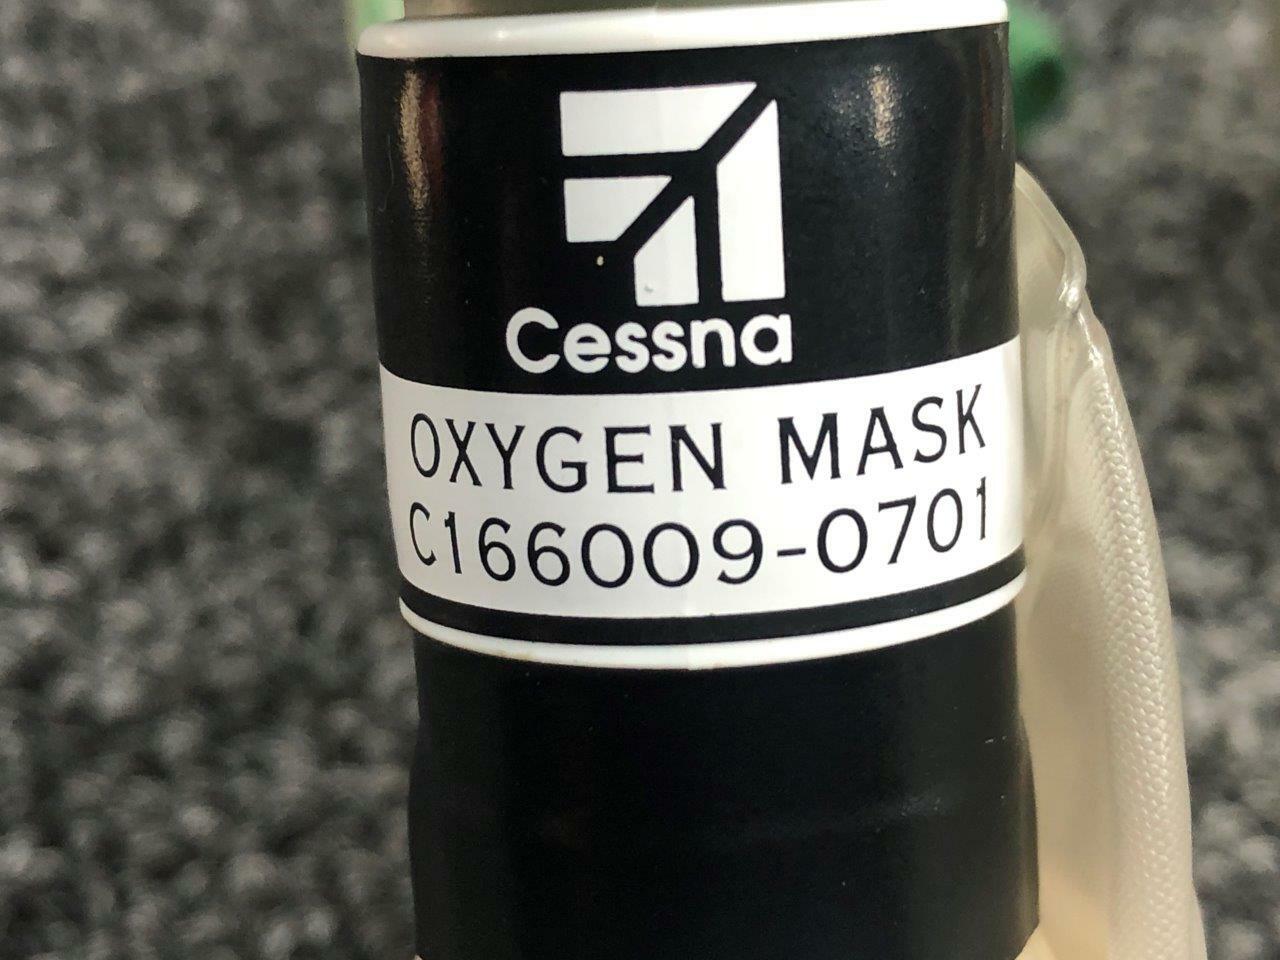 Cessna
OXYGEN MASK
C166009-0701